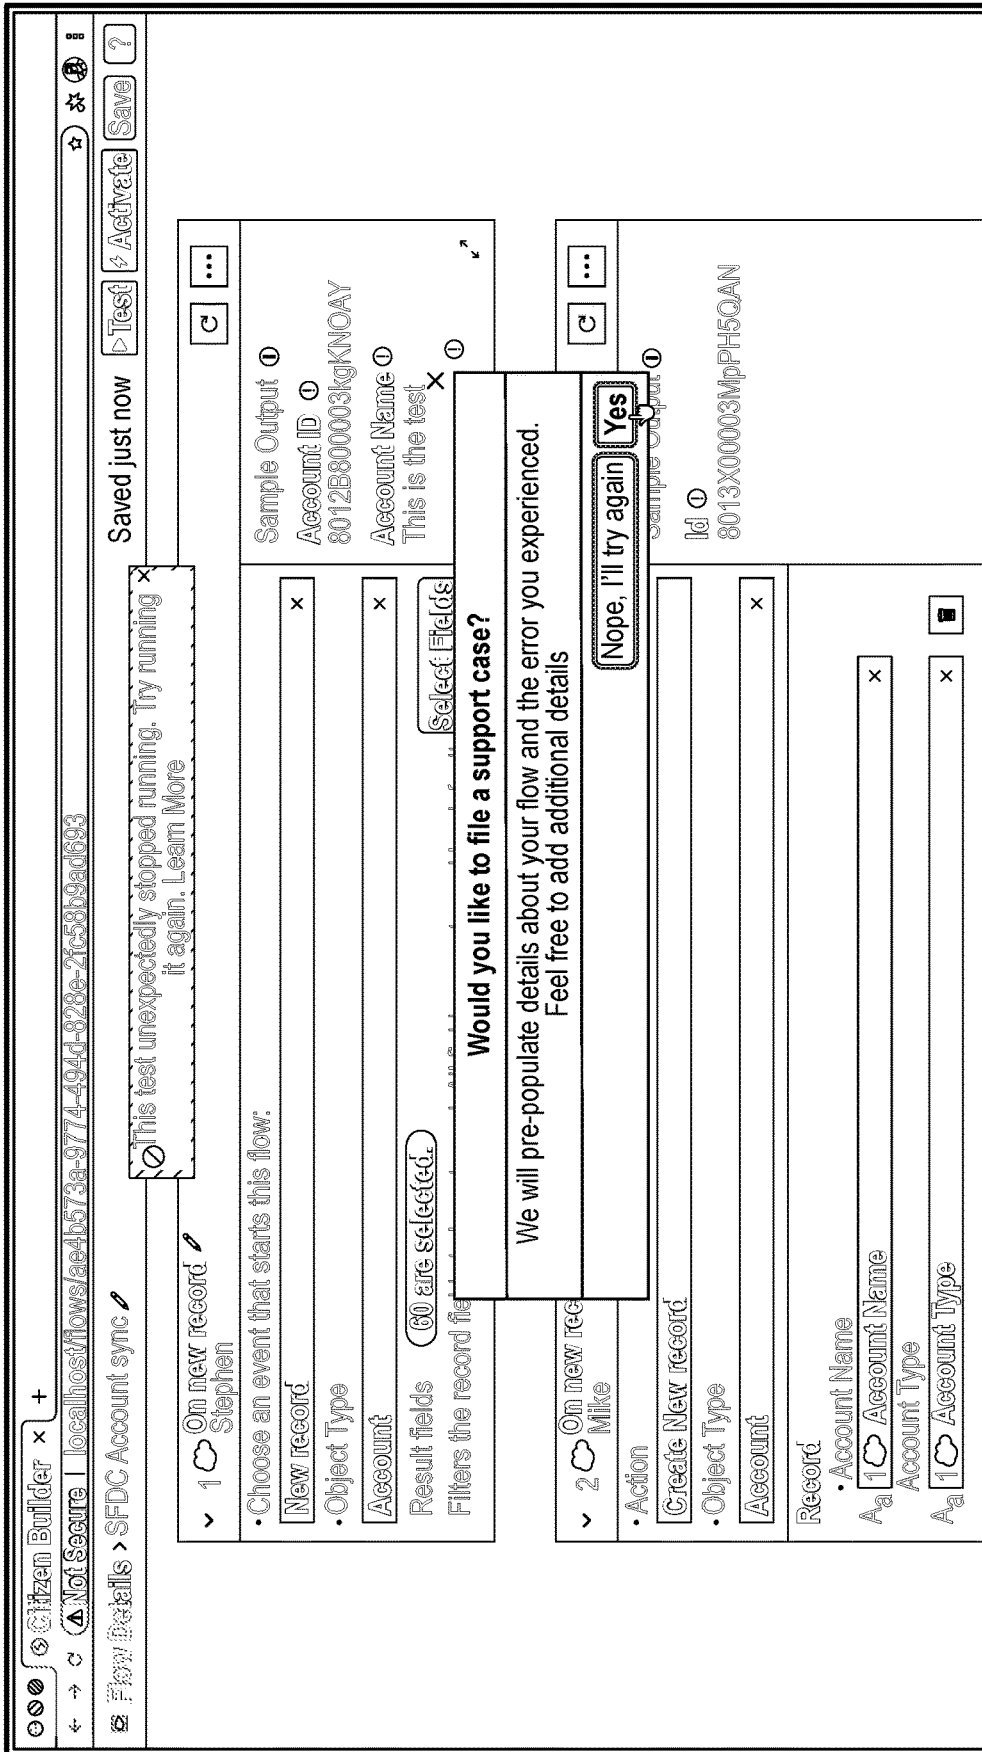 Citizen Builder × +
Not Secure | localhost/flows/ae4b573a-9774-494d-828e-2fc58b9ad693
Flow Details > SFDC Account sync
Saved just now
Test
Activate
Save
?
This test unexpectedly stopped running. Try running
it again. Learn More
1 On new record
Stephen
• Choose an event that starts this flow:
New record
• Object Type
Account
Result fields
60 are selected.
Select Fields
Filters the record fie
Sample Output
Account ID
8012B800003kgKNOAY
Account Name
This is the test
Would you like to file a support case?
We will pre-populate details about your flow and the error you experienced.
Feel free to add additional details
Nope, I'll try again
Yes
2 On new rec
Mike
• Action
Create New record
• Object Type
Account
Record
• Account Name
Aa 1 Account Name
Account Type
Aa 1 Account Type
Sample Output
Id
8013X00003MpPH5QAN